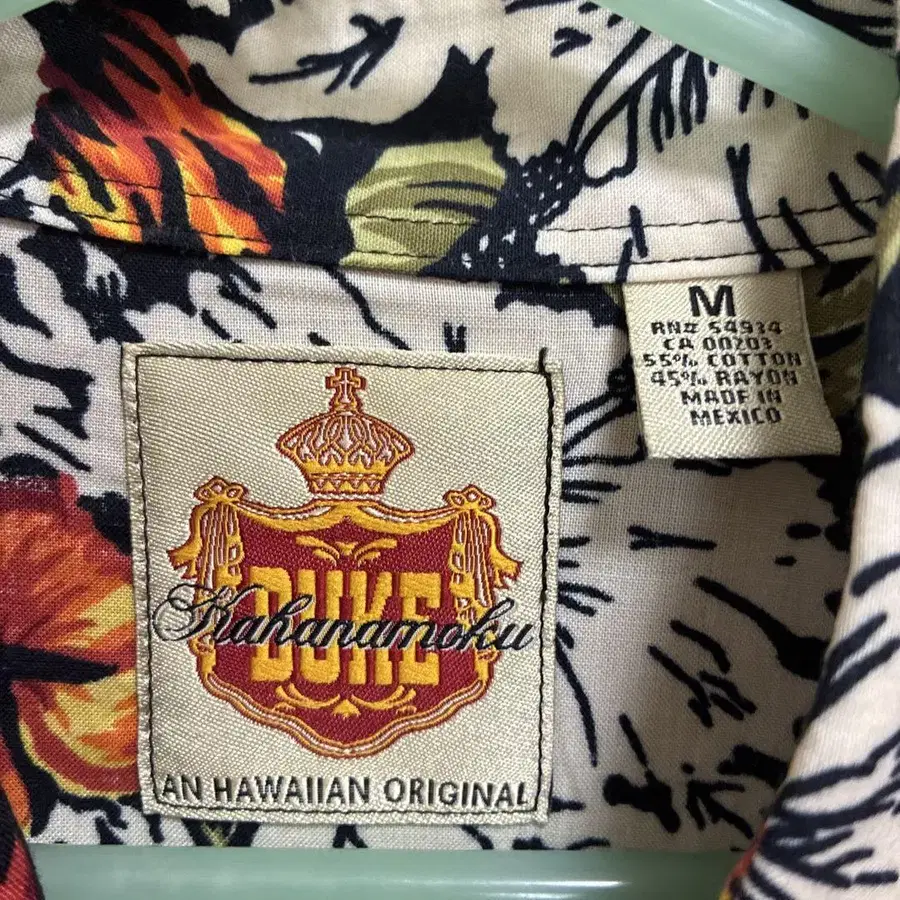 M
RN# 54934
CA 00203
55% COTTON
45% RAYON
MADE IN
MEXICO
DUKE
Kahanamoku
AN HAWAIIAN ORIGINAL